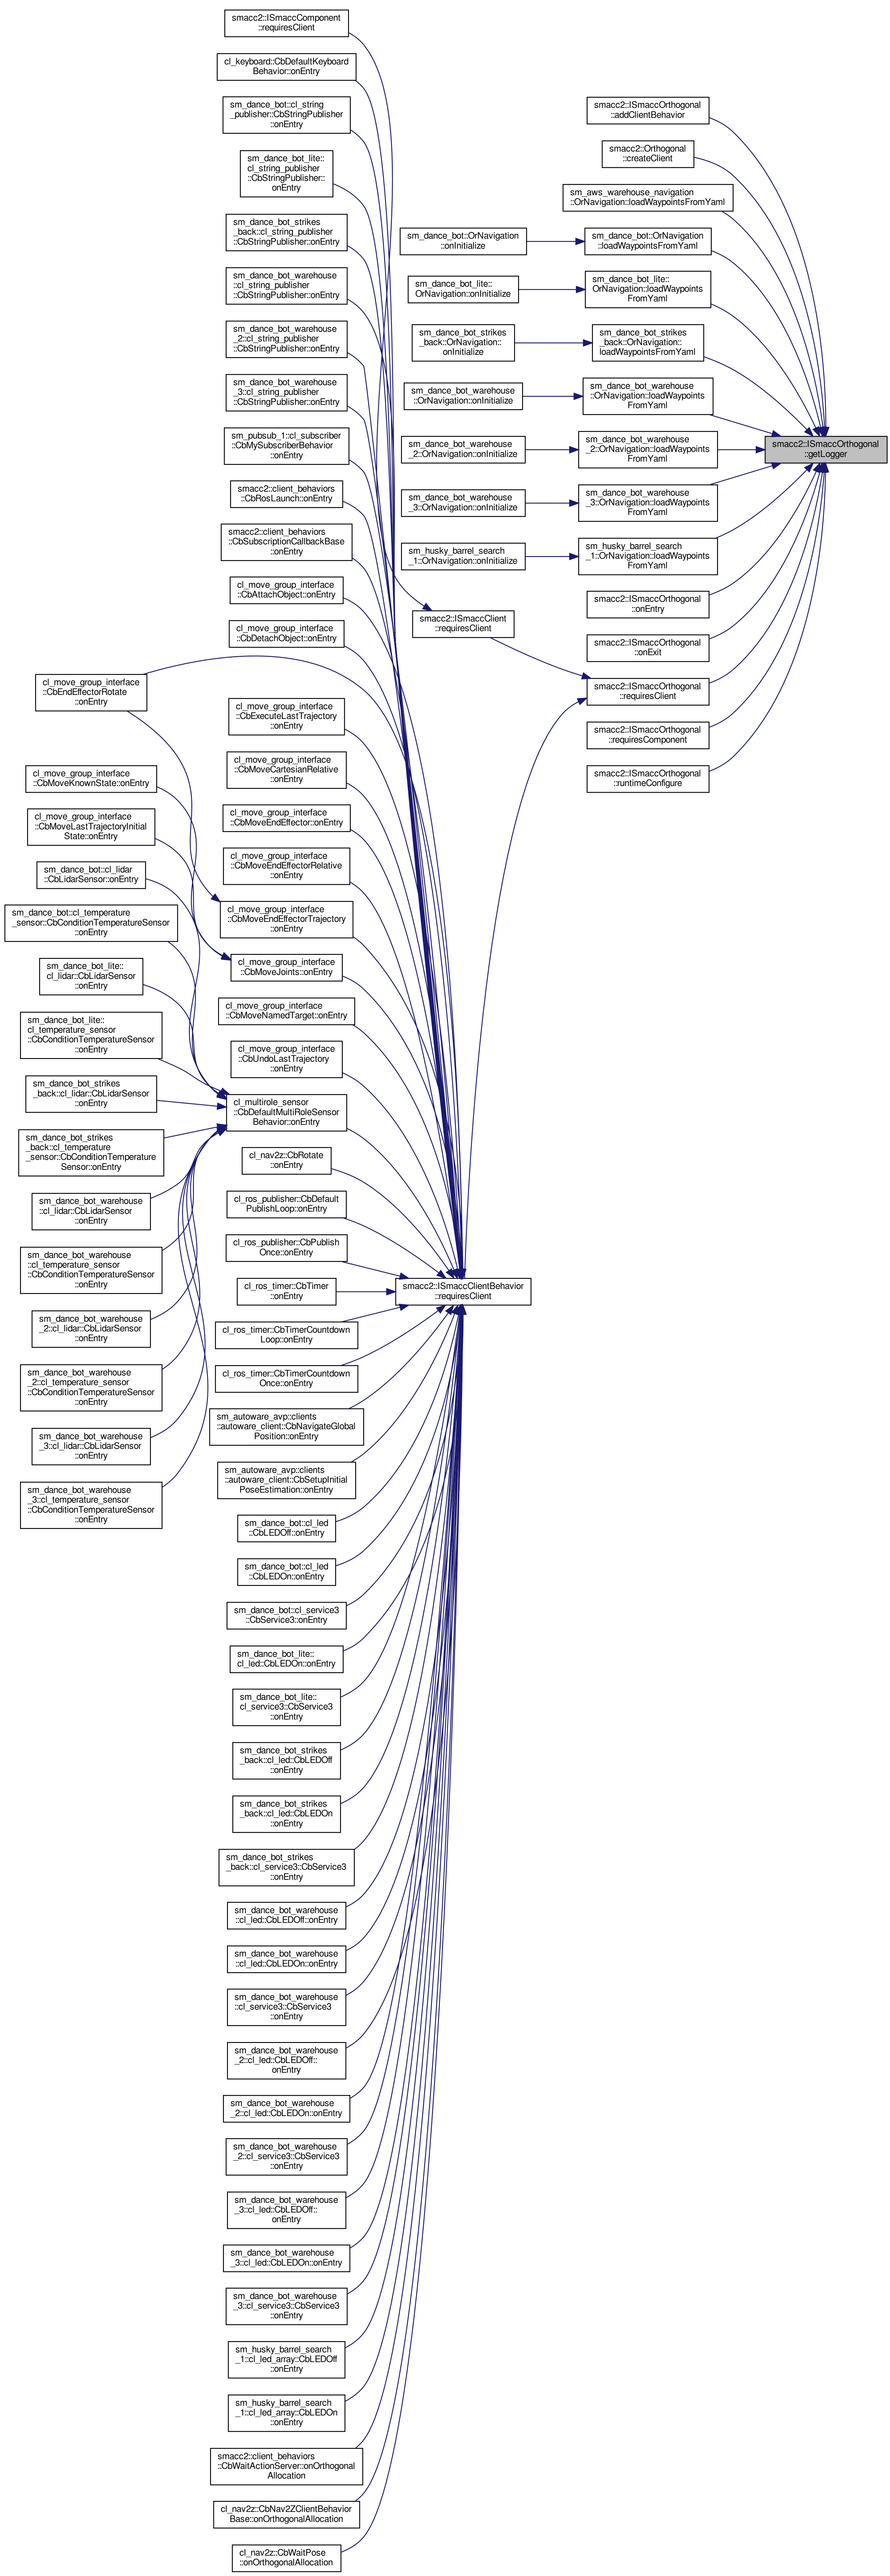 smacc2::ISmaccComponent
::requiresClient
cl_keyboard::CbDefaultKeyboard
Behavior::onEntry
sm_dance_bot::cl_string
_publisher::CbStringPublisher
::onEntry
sm_dance_bot_lite::
cl_string_publisher
::CbStringPublisher::
onEntry
sm_dance_bot_strikes
_back::cl_string_publisher
::CbStringPublisher::onEntry
sm_dance_bot_warehouse
::cl_string_publisher
::CbStringPublisher::onEntry
sm_dance_bot_warehouse
_2::cl_string_publisher
::CbStringPublisher::onEntry
sm_dance_bot_warehouse
_3::cl_string_publisher
::CbStringPublisher::onEntry
sm_pubsub_1::cl_subscriber
::CbMySubscriberBehavior
::onEntry
smacc2::client_behaviors
::CbRosLaunch::onEntry
smacc2::client_behaviors
::CbSubscriptionCallbackBase
::onEntry
cl_move_group_interface
::CbAttachObject::onEntry
cl_move_group_interface
::CbDetachObject::onEntry
cl_move_group_interface
::CbExecuteLastTrajectory
::onEntry
cl_move_group_interface
::CbMoveCartesianRelative
::onEntry
cl_move_group_interface
::CbMoveEndEffector::onEntry
cl_move_group_interface
::CbMoveEndEffectorRelative
::onEntry
cl_move_group_interface
::CbMoveEndEffectorTrajectory
::onEntry
cl_move_group_interface
::CbMoveJoints::onEntry
cl_move_group_interface
::CbMoveNamedTarget::onEntry
cl_move_group_interface
::CbUndoLastTrajectory
::onEntry
cl_multirole_sensor
::CbDefaultMultiRoleSensor
Behavior::onEntry
cl_nav2z::CbRotate
::onEntry
cl_ros_publisher::CbDefault
PublishLoop::onEntry
cl_ros_publisher::CbPublish
Once::onEntry
cl_ros_timer::CbTimer
::onEntry
cl_ros_timer::CbTimerCountdown
Loop::onEntry
cl_ros_timer::CbTimerCountdown
Once::onEntry
sm_autoware_avp::clients
::autoware_client::CbNavigateGlobal
Position::onEntry
sm_autoware_avp::clients
::autoware_client::CbSetupInitial
PoseEstimation::onEntry
sm_dance_bot::cl_led
::CbLEDOff::onEntry
sm_dance_bot::cl_led
::CbLEDOn::onEntry
sm_dance_bot::cl_service3
::CbService3::onEntry
sm_dance_bot_lite::
cl_led::CbLEDOn::onEntry
sm_dance_bot_lite::
cl_service3::CbService3
::onEntry
sm_dance_bot_strikes
_back::cl_led::CbLEDOff
::onEntry
sm_dance_bot_strikes
_back::cl_led::CbLEDOn
::onEntry
sm_dance_bot_strikes
_back::cl_service3::CbService3
::onEntry
sm_dance_bot_warehouse
::cl_led::CbLEDOff::onEntry
sm_dance_bot_warehouse
::cl_led::CbLEDOn::onEntry
sm_dance_bot_warehouse
::cl_service3::CbService3
::onEntry
sm_dance_bot_warehouse
_2::cl_led::CbLEDOff::
onEntry
sm_dance_bot_warehouse
_2::cl_led::CbLEDOn::onEntry
sm_dance_bot_warehouse
_2::cl_service3::CbService3
::onEntry
sm_dance_bot_warehouse
_3::cl_led::CbLEDOff::
onEntry
sm_dance_bot_warehouse
_3::cl_led::CbLEDOn::onEntry
sm_dance_bot_warehouse
_3::cl_service3::CbService3
::onEntry
sm_husky_barrel_search
_1::cl_led_array::CbLEDOff
::onEntry
sm_husky_barrel_search
_1::cl_led_array::CbLEDOn
::onEntry
smacc2::client_behaviors
::CbWaitActionServer::onOrthogonal
Allocation
cl_nav2z::CbNav2ZClientBehavior
Base::onOrthogonalAllocation
cl_nav2z::CbWaitPose
::onOrthogonalAllocation
cl_move_group_interface
::CbEndEffectorRotate
::onEntry
cl_move_group_interface
::CbMoveKnownState::onEntry
cl_move_group_interface
::CbMoveLastTrajectoryInitial
State::onEntry
sm_dance_bot::cl_lidar
::CbLidarSensor::onEntry
sm_dance_bot::cl_temperature
_sensor::CbConditionTemperatureSensor
::onEntry
sm_dance_bot_lite::
cl_lidar::CbLidarSensor
::onEntry
sm_dance_bot_lite::
cl_temperature_sensor
::CbConditionTemperatureSensor
::onEntry
sm_dance_bot_strikes
_back::cl_lidar::CbLidarSensor
::onEntry
sm_dance_bot_strikes
_back::cl_temperature
_sensor::CbConditionTemperature
Sensor::onEntry
sm_dance_bot_warehouse
::cl_lidar::CbLidarSensor
::onEntry
sm_dance_bot_warehouse
::cl_temperature_sensor
::CbConditionTemperatureSensor
::onEntry
sm_dance_bot_warehouse
_2::cl_lidar::CbLidarSensor
::onEntry
sm_dance_bot_warehouse
_2::cl_temperature_sensor
::CbConditionTemperatureSensor
::onEntry
sm_dance_bot_warehouse
_3::cl_lidar::CbLidarSensor
::onEntry
sm_dance_bot_warehouse
_3::cl_temperature_sensor
::CbConditionTemperatureSensor
::onEntry
sm_dance_bot::OrNavigation
::onInitialize
sm_dance_bot_lite::
OrNavigation::onInitialize
sm_dance_bot_strikes
_back::OrNavigation::
onInitialize
sm_dance_bot_warehouse
::OrNavigation::onInitialize
sm_dance_bot_warehouse
_2::OrNavigation::onInitialize
sm_dance_bot_warehouse
_3::OrNavigation::onInitialize
sm_husky_barrel_search
_1::OrNavigation::onInitialize
smacc2::ISmaccClient
::requiresClient
smacc2::ISmaccClientBehavior
::requiresClient
smacc2::ISmaccOrthogonal
::addClientBehavior
smacc2::Orthogonal
::createClient
sm_aws_warehouse_navigation
::OrNavigation::loadWaypointsFromYaml
sm_dance_bot::OrNavigation
::loadWaypointsFromYaml
sm_dance_bot_lite::
OrNavigation::loadWaypoints
FromYaml
sm_dance_bot_strikes
_back::OrNavigation::
loadWaypointsFromYaml
sm_dance_bot_warehouse
::OrNavigation::loadWaypoints
FromYaml
sm_dance_bot_warehouse
_2::OrNavigation::loadWaypoints
FromYaml
sm_dance_bot_warehouse
_3::OrNavigation::loadWaypoints
FromYaml
sm_husky_barrel_search
_1::OrNavigation::loadWaypoints
FromYaml
smacc2::ISmaccOrthogonal
::onEntry
smacc2::ISmaccOrthogonal
::onExit
smacc2::ISmaccOrthogonal
::requiresClient
smacc2::ISmaccOrthogonal
::requiresComponent
smacc2::ISmaccOrthogonal
::runtimeConfigure
smacc2::ISmaccOrthogonal
::getLogger